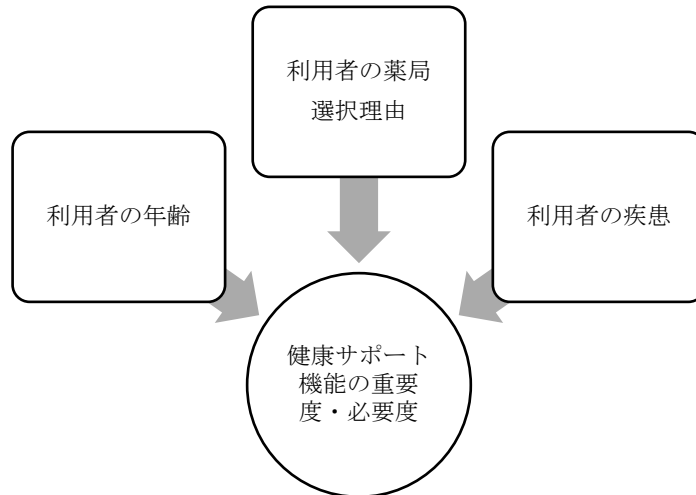 利用者の薬局
選択理由
利用者の年齢
利用者の疾患
健康サポート
機能の重要
度・必要度